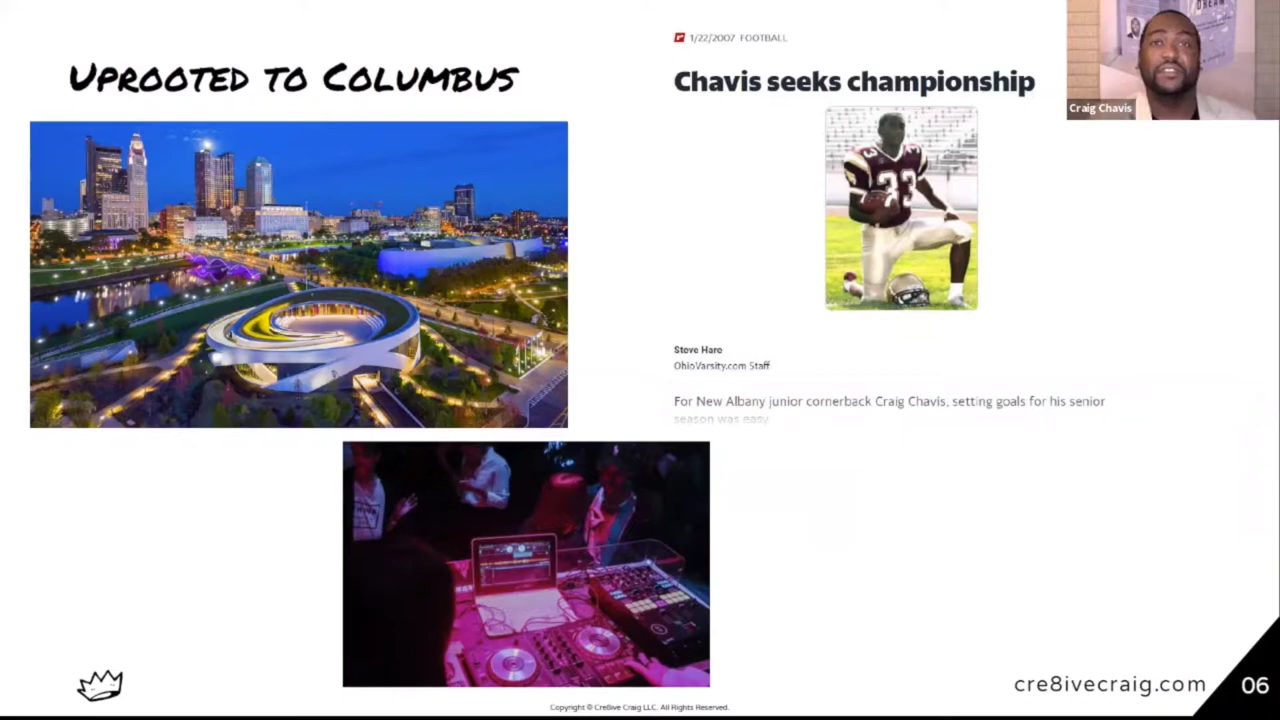 UPROOTED TO COLUMBUS
1/22/2007 FOOTBALL
Chavis seeks championship
Craig Chavis
33
Steve Hare
OhioVarsity.com Staff
For New Albany junior cornerback Craig Chavis, setting goals for his senior
season was easy
cre8ivecraig.com
06
Copyright © Cre8ive Craig LLC. All Rights Reserved.